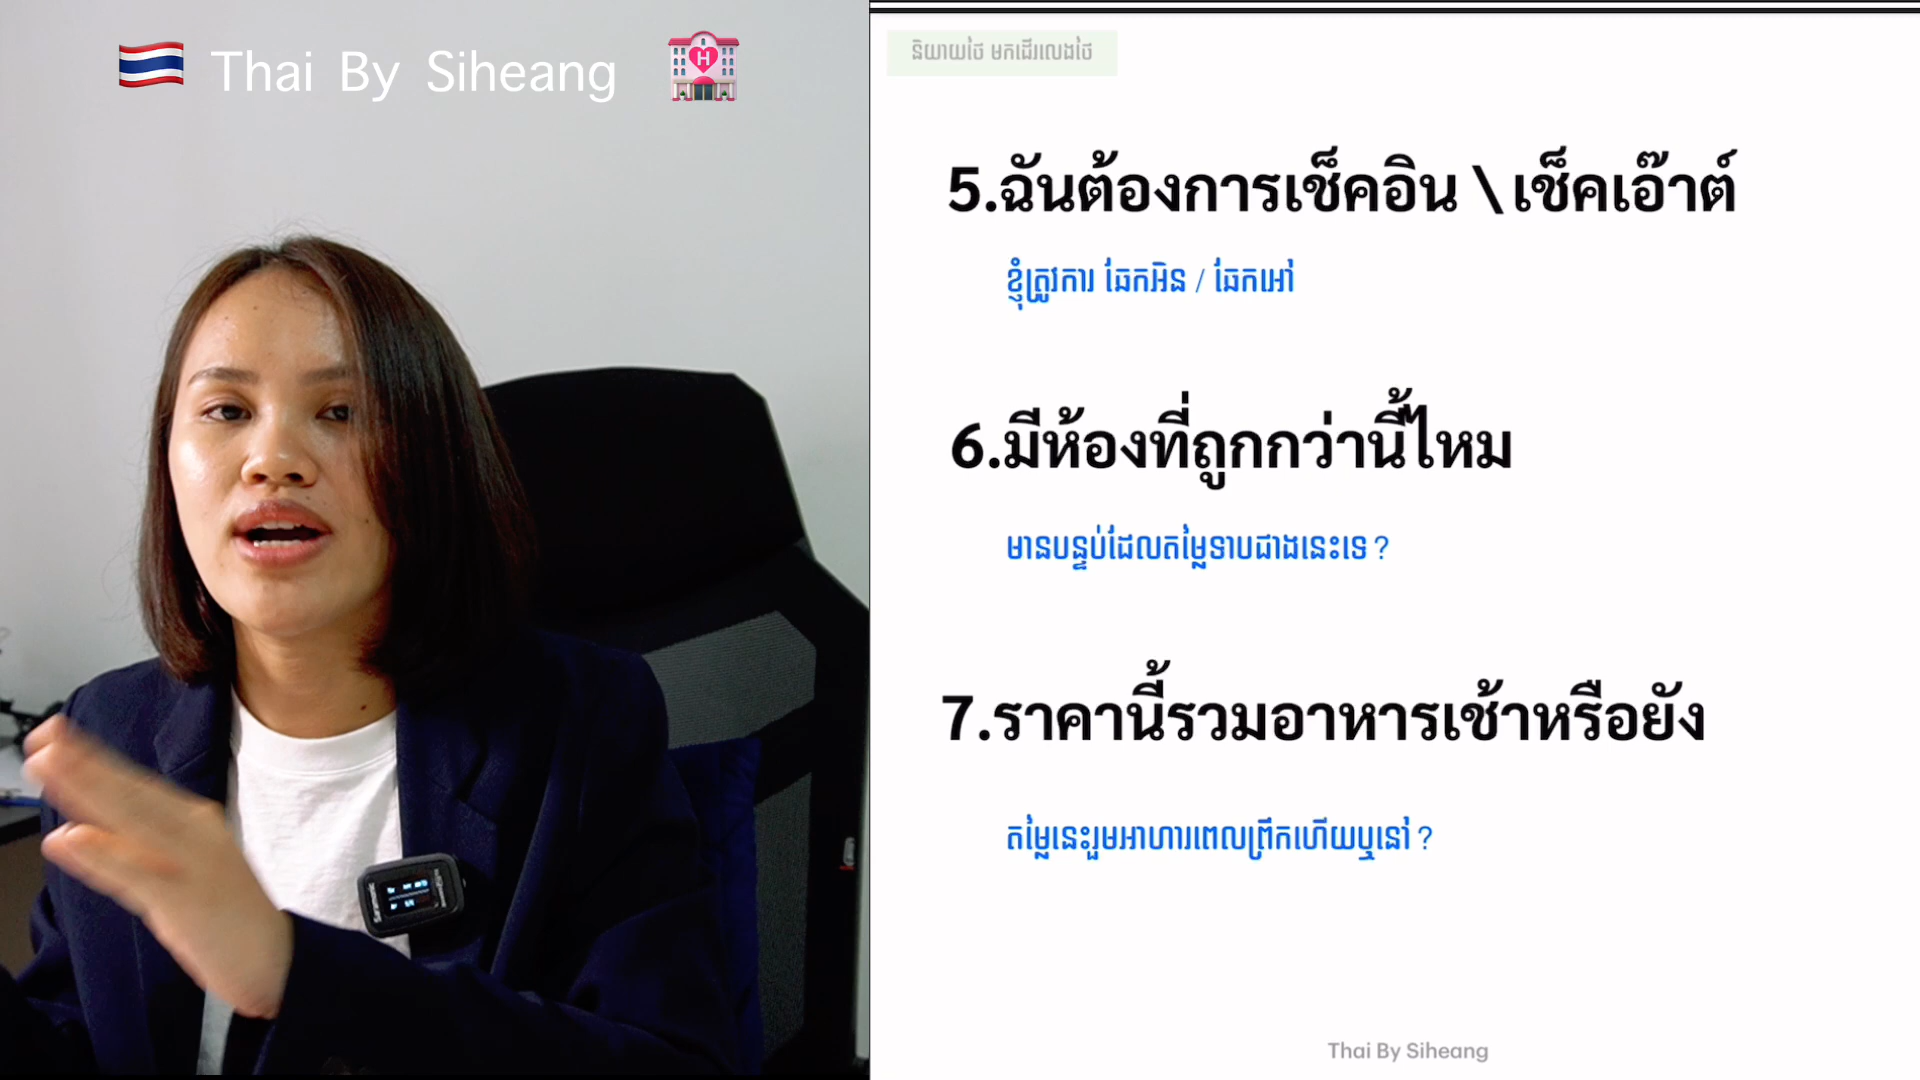 Thai By Siheang
និយាយថៃ មកដើរលេងថៃ
5.ฉันต้องการเช็คอิน \ เช็คเอ๊าต์
ខ្ញុំត្រូវការ ឆែកអិន / ឆែកអៅ
6.มีห้องที่ถูกกว่านี้ไหม
មានបន្ទប់ដែលតម្លៃទាបជាងនេះទេ ?
7.ราคานี้รวมอาหารเช้าหรือยัง
តម្លៃនេះរួមអាហារពេលព្រឹកហើយឬនៅ ?
Thai By Siheang